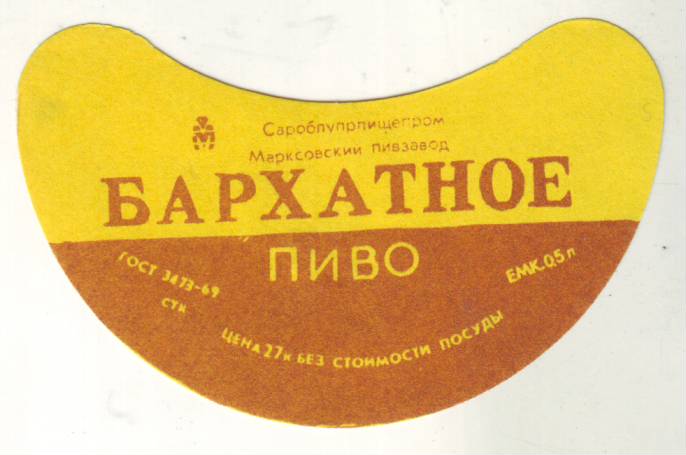 Саробпупрпищепром
Марксовский пивзавод
БАРХАТНОЕ
ПИВО
ГОСТ 3473-69
СТК
ЕМК. 0,5 л
ЦЕНА 27к БЕЗ СТОИМОСТИ ПОСУДЫ